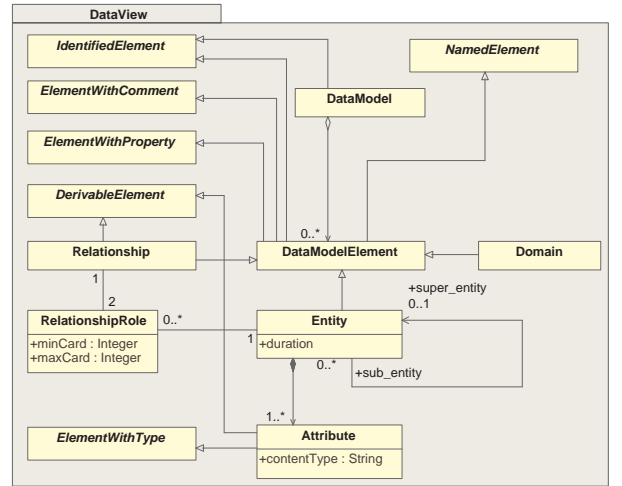 DataView
IdentifiedElement
NamedElement
ElementWithComment
DataModel
ElementWithProperty
DerivableElement
0..*
Relationship
DataModelElement
Domain
1
+super_entity
0..1
2
RelationshipRole
0..*
Entity
+minCard : Integer
1
+duration
+maxCard : Integer
0..*
+sub_entity
1..*
ElementWithType
Attribute
+contentType : String